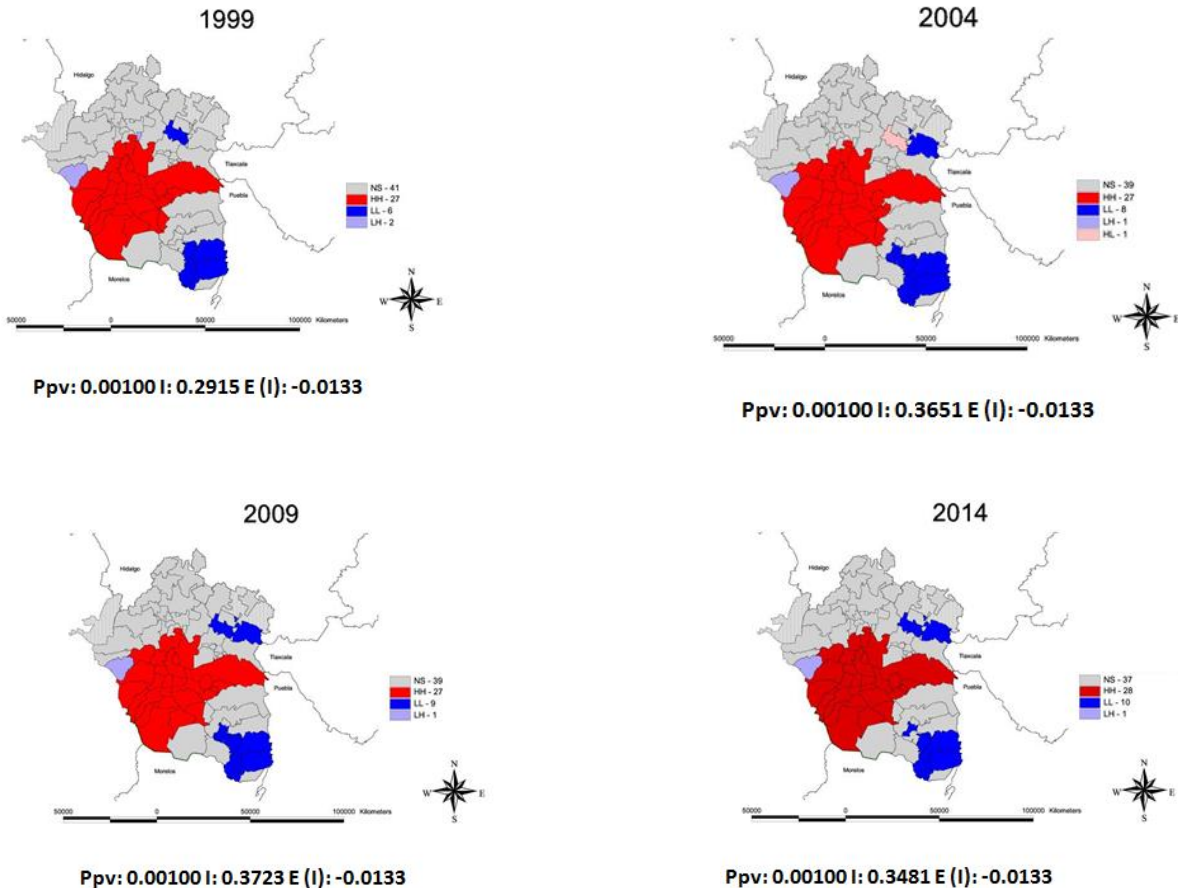 1999
Hidalgo
Tlaxcala
Puebla
Morelos
NS - 41
HH - 27
LL - 6
LH - 2
N
W E
S
50000 0 50000 100000 Kilometers
Ppv: 0.00100 I: 0.2915 E (I): -0.0133
2004
Hidalgo
Tlaxcala
Puebla
Morelos
NS - 39
HH - 27
LL - 8
LH - 1
HL - 1
N
W E
S
50000 0 50000 100000 Kilometers
Ppv: 0.00100 I: 0.3651 E (I): -0.0133
2009
Hidalgo
Tlaxcala
Puebla
Morelos
NS - 39
HH - 27
LL - 9
LH - 1
N
W E
S
50000 0 50000 100000 Kilometers
Ppv: 0.00100 I: 0.3723 E (I): -0.0133
2014
Hidalgo
Tlaxcala
Puebla
Morelos
NS - 37
HH - 28
LL - 10
LH - 1
N
W E
S
50000 0 50000 100000 Kilometers
Ppv: 0.00100 I: 0.3481 E (I): -0.0133